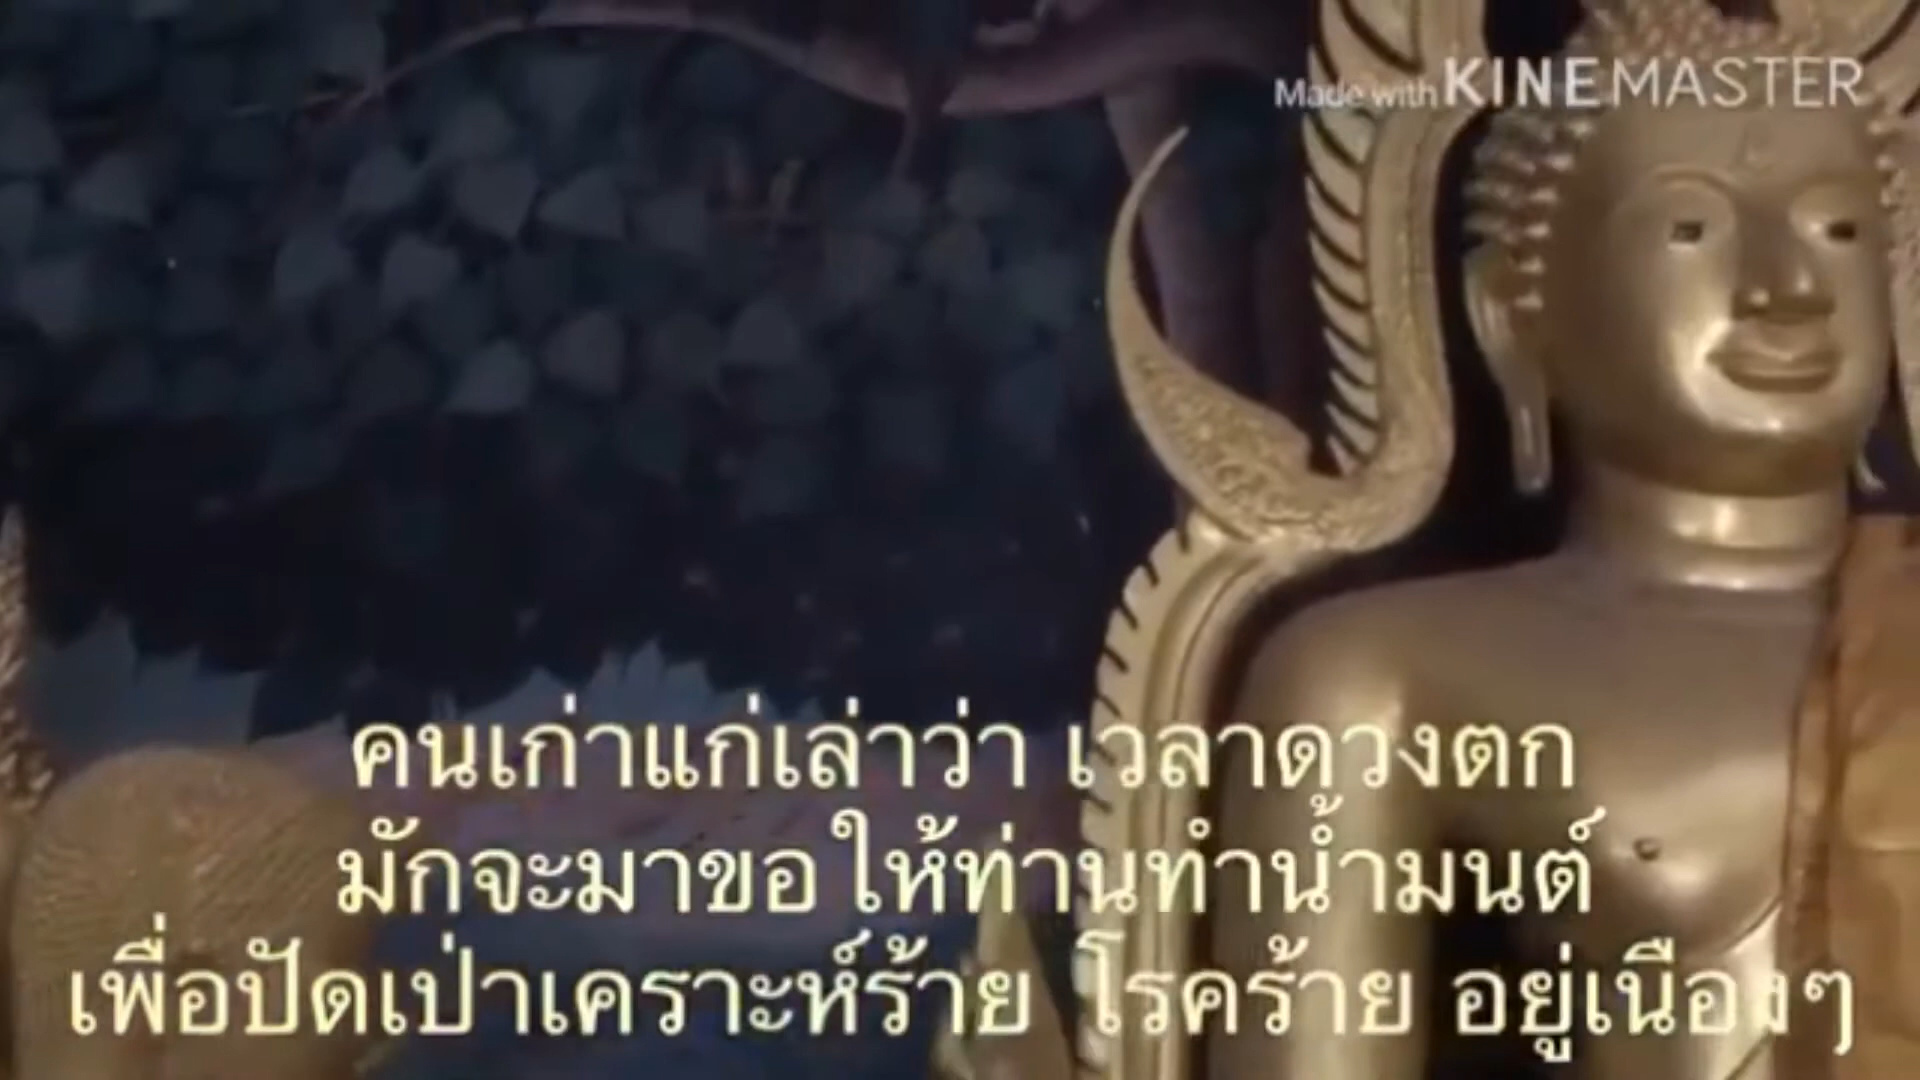 Made with KINEMASTER
คนเก่าแก่เล่าว่า เวลาดวงตก
มักจะมาขอให้ท่านทำน้ำมนต์
เพื่อปัดเป่าเคราะห์ร้าย โรคร้าย อยู่เนืองๆ